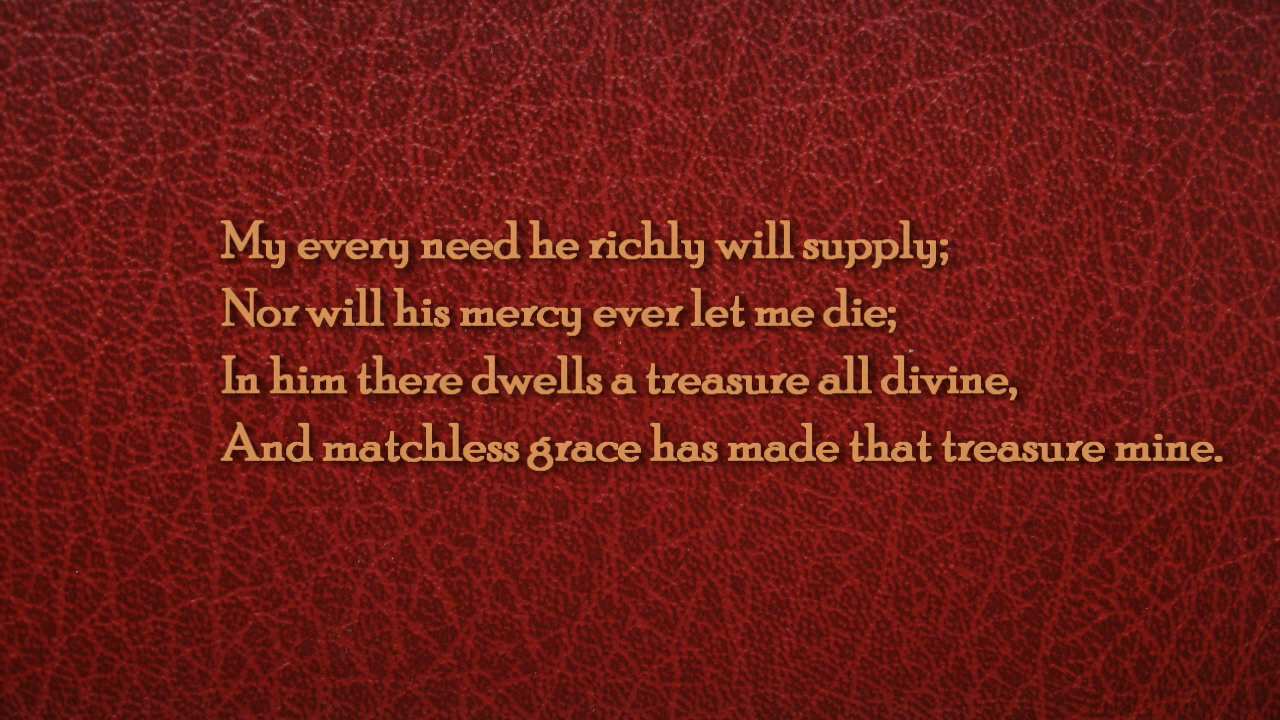 My every need he richly will supply;
Nor will his mercy ever let me die;
In him there dwells a treasure all divine,
And matchless grace has made that treasure mine.